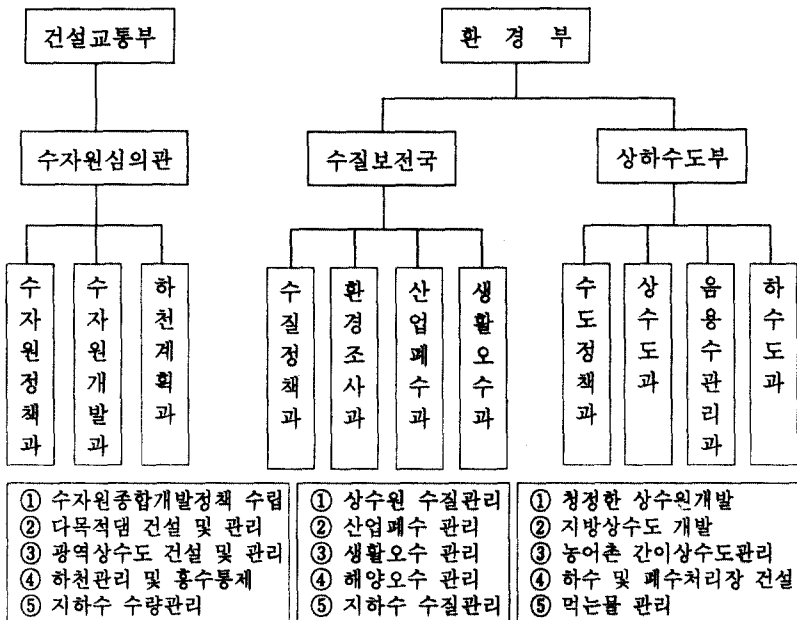 건설교통부
환 경 부
수자원심의관
수질보전국
상하수도부
수자원정책과
수자원개발과
하천계획과
수질정책과
환경조사과
산업폐수과
생활오수과
수도정책과
상수도과
음용수관리과
하수도과
① 수자원종합개발정책 수립
② 다목적댐 건설 및 관리
③ 광역상수도 건설 및 관리
④ 하천관리 및 홍수통제
⑤ 지하수 수량관리
① 상수원 수질관리
② 산업폐수 관리
③ 생활오수 관리
④ 해양오수 관리
⑤ 지하수 수질관리
① 청정한 상수원개발
② 지방상수도 개발
③ 농어촌 간이상수도관리
④ 하수 및 폐수처리장 건설
⑤ 먹는물 관리